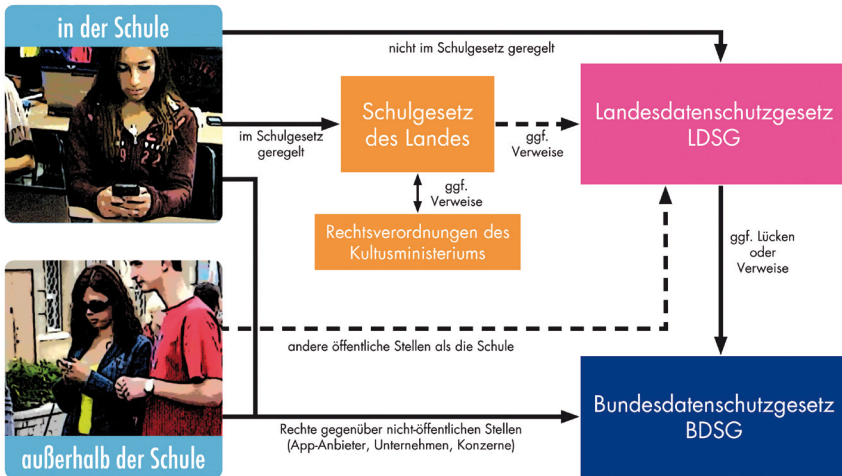 in der Schule
nicht im Schulgesetz geregelt
im Schulgesetz
geregelt
Schulgesetz
des Landes
ggf.
Verweise
Landesdatenschutzgesetz
LDSG
ggf.
Verweise
Rechtsverordnungen des
Kultusministeriums
ggf. Lücken
oder
Verweise
andere öffentliche Stellen als die Schule
Rechte gegenüber nicht-öffentlichen Stellen
(App-Anbieter, Unternehmen, Konzerne)
Bundesdatenschutzgesetz
BDSG
außerhalb der Schule